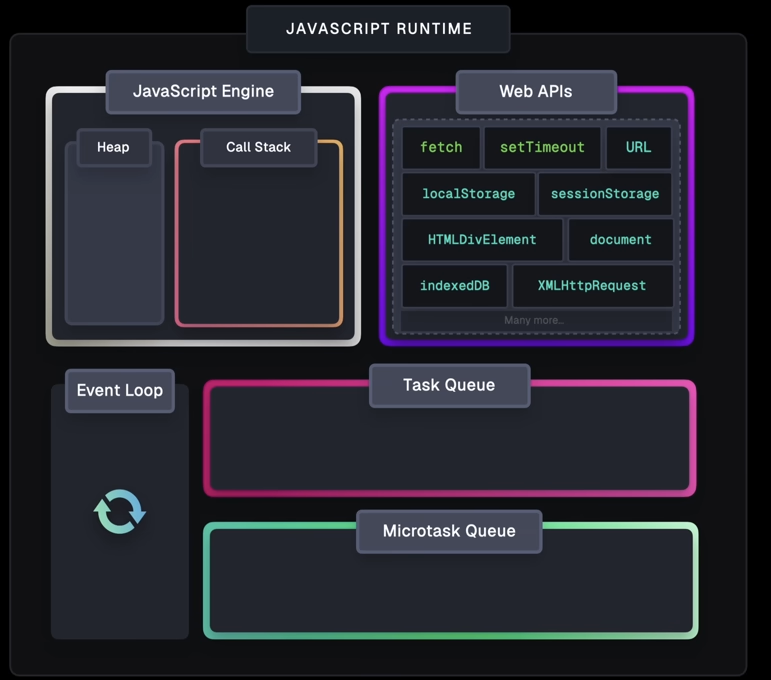 JAVASCRIPT RUNTIME
JavaScript Engine
Heap
Call Stack
Web APIs
fetch
setTimeout
URL
localStorage
sessionStorage
HTMLDivElement
document
indexedDB
XMLHttpRequest
Many more..
Event Loop
Task Queue
Microtask Queue